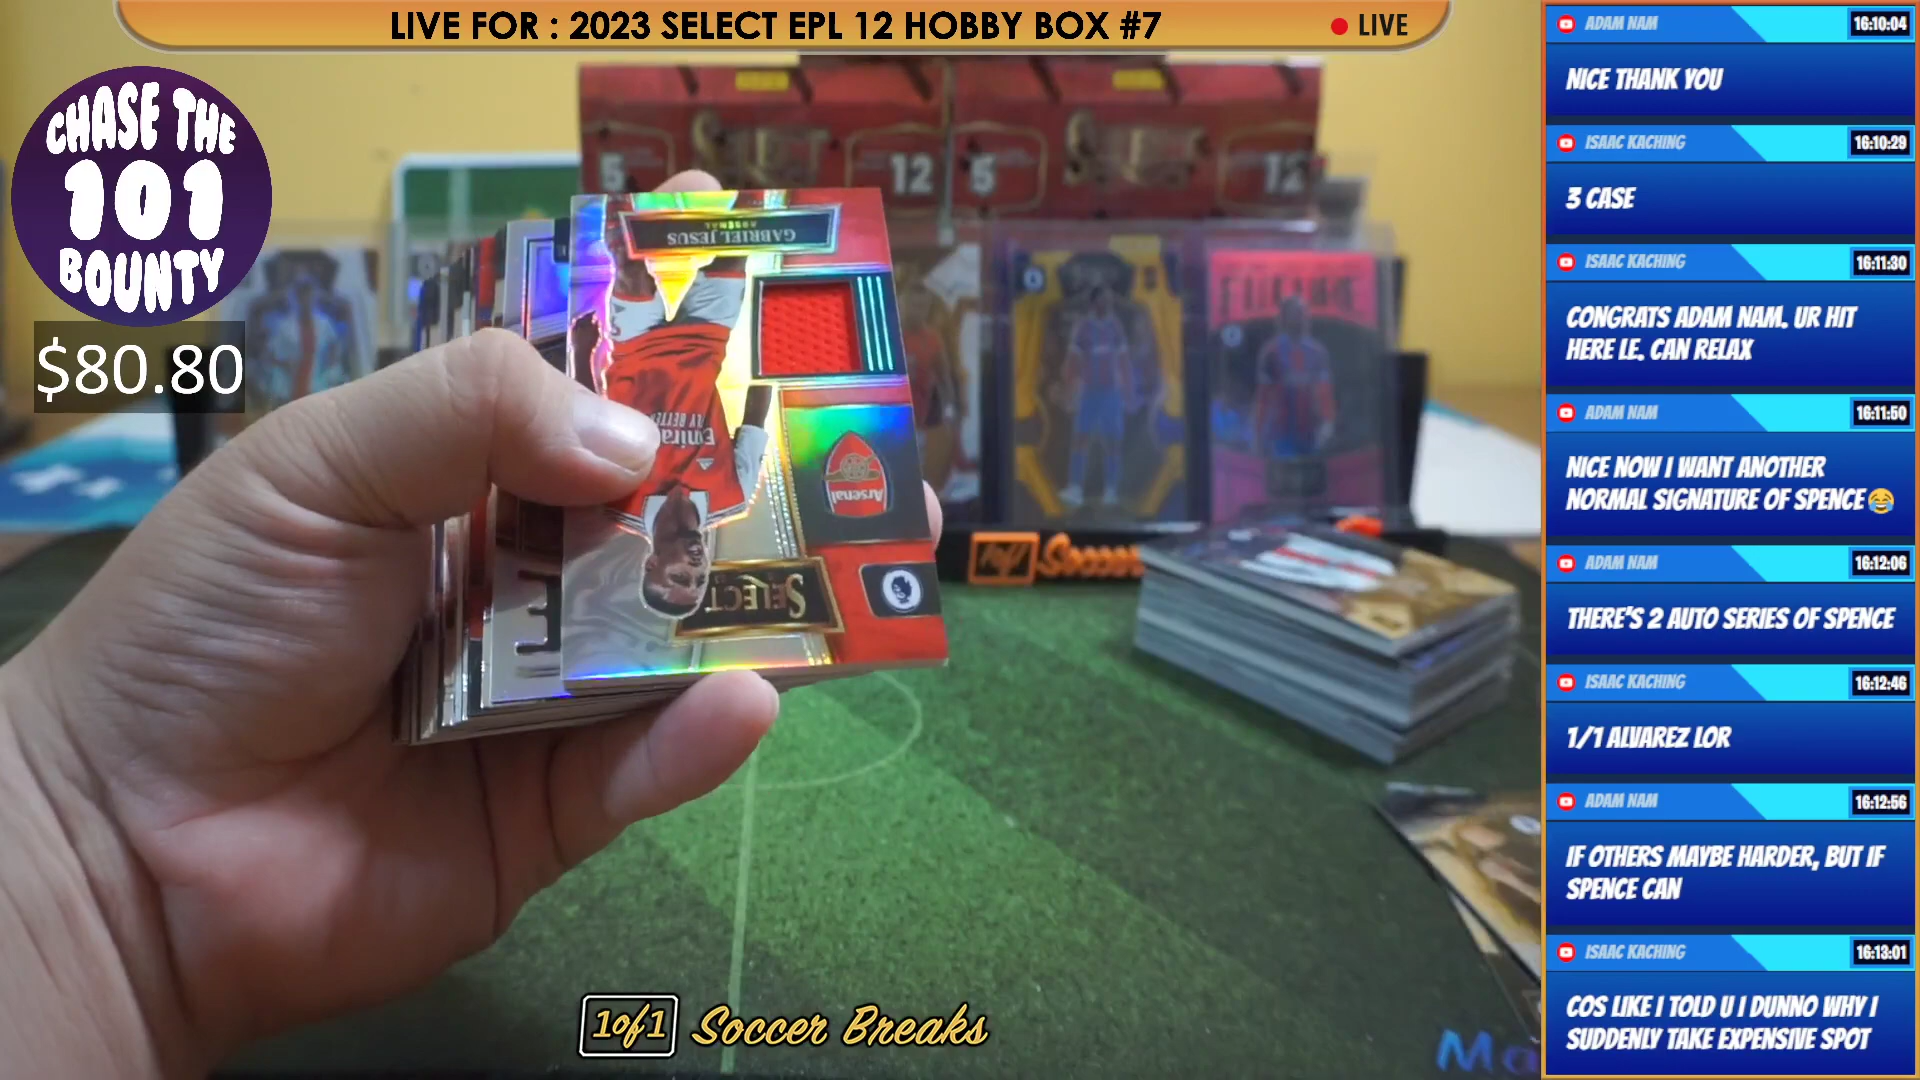 LIVE FOR : 2023 SELECT EPL 12 HOBBY BOX #7
LIVE
CHASE THE
101
BOUNTY
$80.80
5
12
5
12
GABRIEL JESUS
ARSENAL
Arsenal
SELECT
1of1 Soccer Breaks
ADAM NAM
16:10:04
NICE THANK YOU
ISAAC KACHING
16:10:29
3 CASE
ISAAC KACHING
16:11:30
CONGRATS ADAM NAM. UR HIT
HERE LE. CAN RELAX
ADAM NAM
16:11:50
NICE NOW I WANT ANOTHER
NORMAL SIGNATURE OF SPENCE😂
ADAM NAM
16:12:06
THERE'S 2 AUTO SERIES OF SPENCE
ISAAC KACHING
16:12:46
1/1 ALVAREZ LOR
ADAM NAM
16:12:56
IF OTHERS MAYBE HARDER, BUT IF
SPENCE CAN
ISAAC KACHING
16:13:01
COS LIKE I TOLD U I DUNNO WHY I
SUDDENLY TAKE EXPENSIVE SPOT